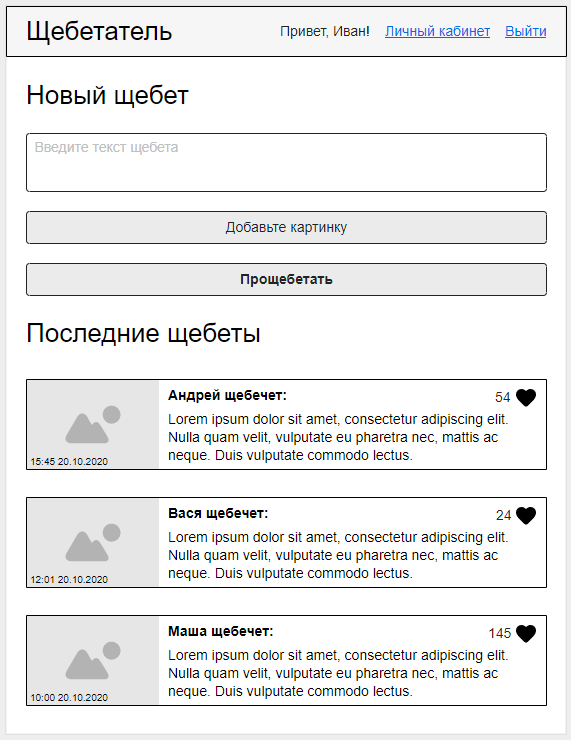 Щебетатель
Привет, Иван! Личный кабинет Выйти
Новый щебет
Введите текст щебета
Добавьте картинку
Прощебетать
Последние щебеты
Андрей щебечет: 54
Lorem ipsum dolor sit amet, consectetur adipiscing elit.
Nulla quam velit, vulputate eu pharetra nec, mattis ac
neque. Duis vulputate commodo lectus.
15:45 20.10.2020
Вася щебечет: 24
Lorem ipsum dolor sit amet, consectetur adipiscing elit.
Nulla quam velit, vulputate eu pharetra nec, mattis ac
neque. Duis vulputate commodo lectus.
12:01 20.10.2020
Маша щебечет: 145
Lorem ipsum dolor sit amet, consectetur adipiscing elit.
Nulla quam velit, vulputate eu pharetra nec, mattis ac
neque. Duis vulputate commodo lectus.
10:00 20.10.2020